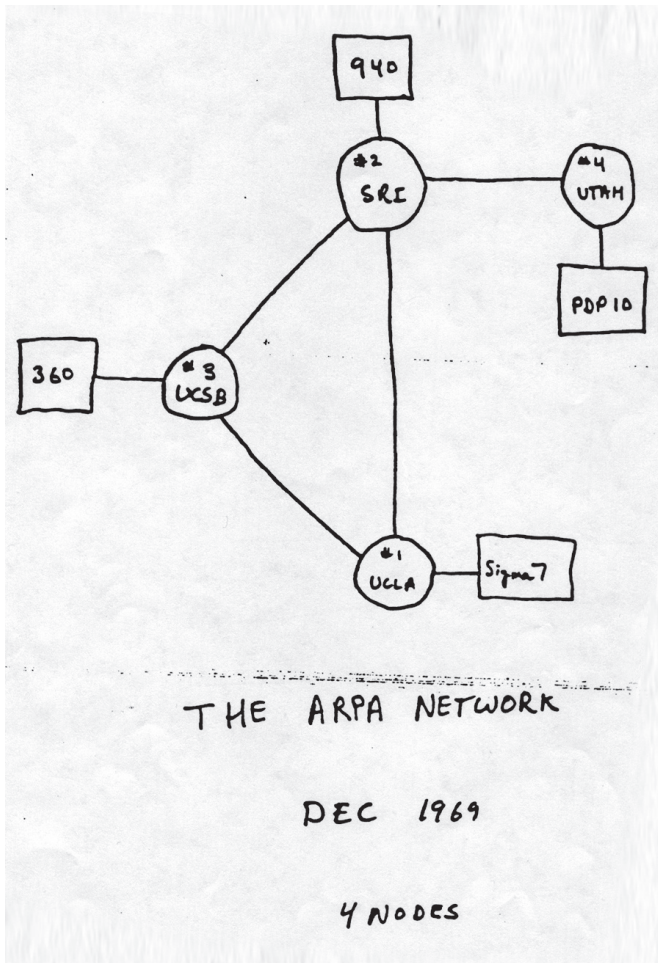 940
#2
SRI
#4
UTAH
PDP 10
360
# 3
UCSB
#1
UCLA
Sigma 7
THE ARPA NETWORK
DEC 1969
4 NODES